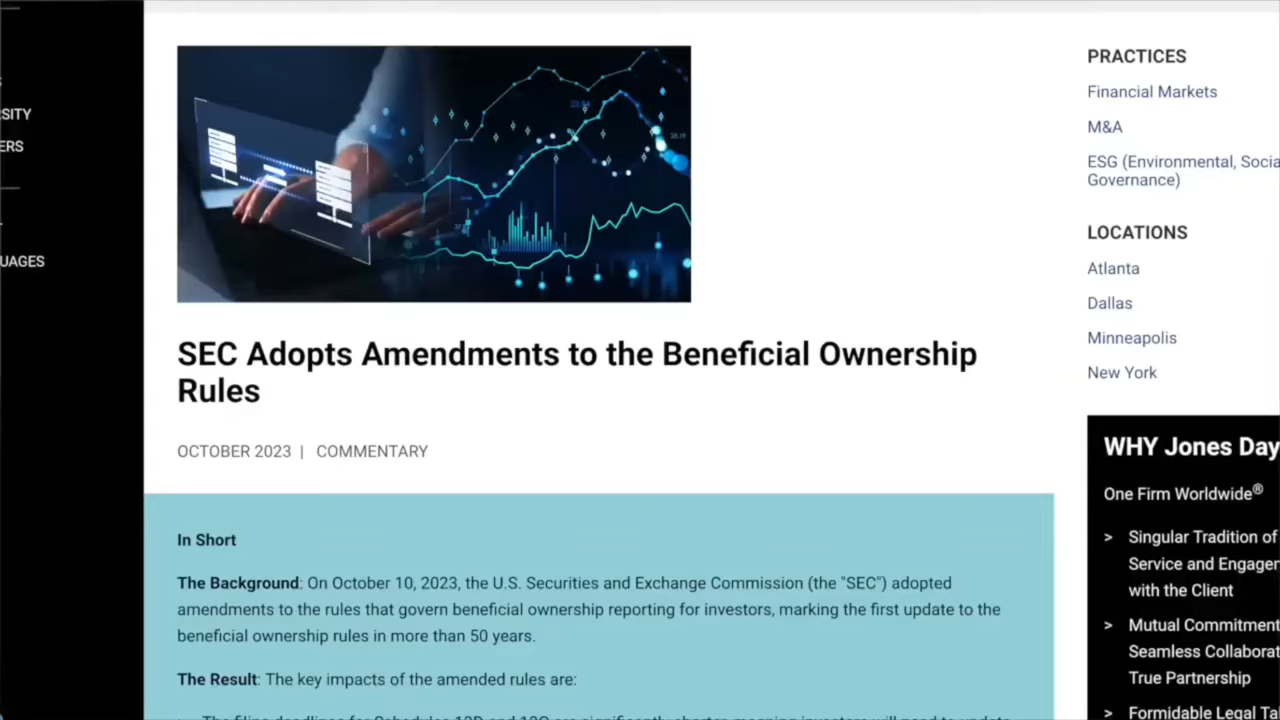 SITY
ERS
UAGES
SEC Adopts Amendments to the Beneficial Ownership
Rules
OCTOBER 2023 | COMMENTARY
In Short
The Background: On October 10, 2023, the U.S. Securities and Exchange Commission (the "SEC") adopted
amendments to the rules that govern beneficial ownership reporting for investors, marking the first update to the
beneficial ownership rules in more than 50 years.
The Result: The key impacts of the amended rules are:
PRACTICES
Financial Markets
M&A
ESG (Environmental, Socia
Governance)
LOCATIONS
Atlanta
Dallas
Minneapolis
New York
WHY Jones Day
One Firm Worldwide®
> Singular Tradition of
Service and Engager
with the Client
> Mutual Commitment
Seamless Collaborat
True Partnership
> Formidable Legal Ta